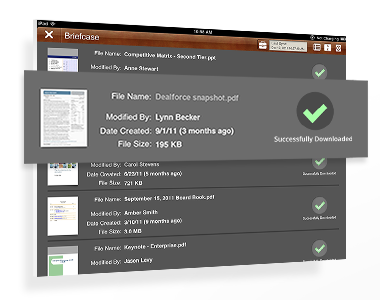 iPad
10:58 AM
Not Charging
Briefcase
File Name: Competitive Matrix - Second Tier.ppt
Modified By: Anne Stewart
File Name: Dealforce snapshot.pdf
Modified By: Lynn Becker
Date Created: 9/1/11 (3 months ago)
File Size: 195 KB
Successfully Downloaded
Modified By: Carol Stevens
Date Created: 6/23/11 (5 months ago)
File Size: 721 KB
Successfully Downloaded
File Name: September 15, 2011 Board Book.pdf
Modified By: Amber Smith
Date Created: 9/10/11 (3 months ago)
File Size: 3.0 MB
Successfully Downloaded
File Name: Keynote - Enterprise.pdf
Modified By: Jason Levy